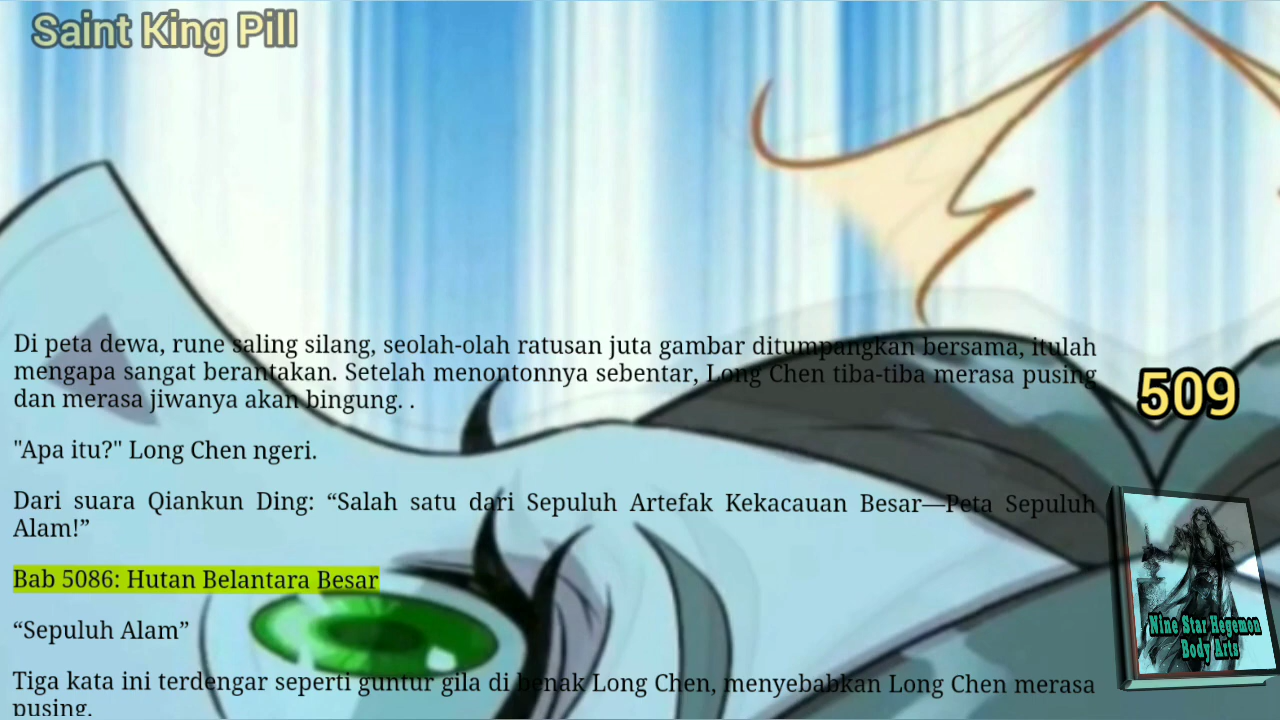 Saint King Pill
Di peta dewa, rune saling silang, seolah-olah ratusan juta gambar ditumpangkan bersama, itulah
mengapa sangat berantakan. Setelah menontonnya sebentar, Long Chen tiba-tiba merasa pusing
dan merasa jiwanya akan bingung. .
"Apa itu?" Long Chen ngeri.
Dari suara Qiankun Ding: “Salah satu dari Sepuluh Artefak Kekacauan Besar—Peta Sepuluh
Alam!”
Bab 5086: Hutan Belantara Besar
“Sepuluh Alam”
Tiga kata ini terdengar seperti guntur gila di benak Long Chen, menyebabkan Long Chen merasa
pusing.
509
Nine Star Hegemon
Body Arts